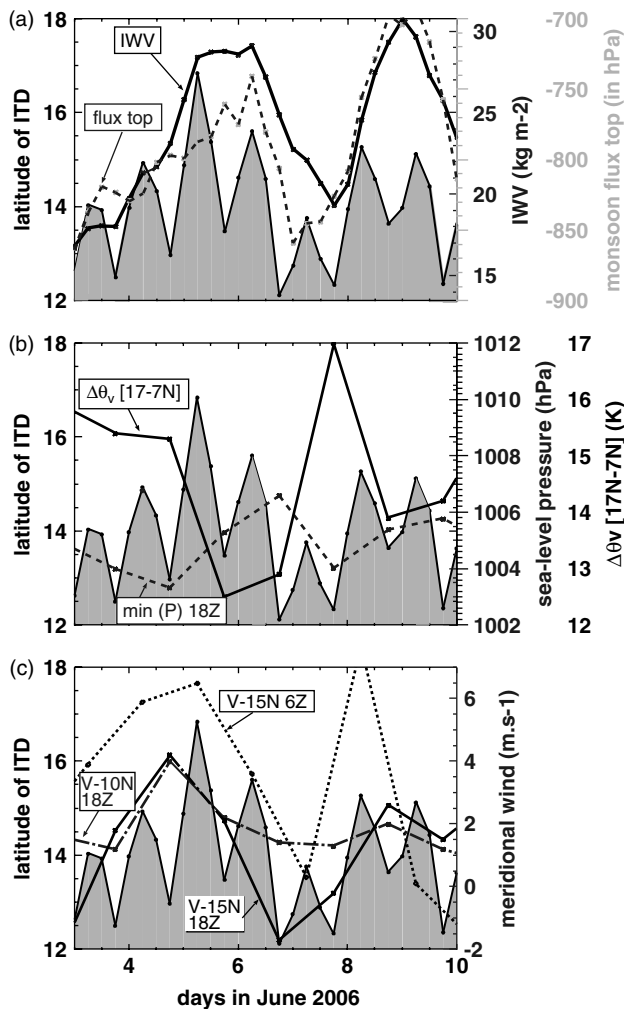 (a)
18
16
14
12
latitude of ITD
IWV
flux top
30
25
20
15
IWV (kg m-2)
-700
-750
-800
-850
-900
monsoon flux top (in hPa)
(b)
18
16
14
12
latitude of ITD
Δθv [17-7N]
min (P) 18Z
1012
1010
1008
1006
1004
1002
sea-level pressure (hPa)
17
16
15
14
13
12
Δθv [17N-7N] (K)
(c)
18
16
14
12
latitude of ITD
V-15N 6Z
V-10N
18Z
V-15N
18Z
6
4
2
0
-2
meridional wind (m.s-1)
4
6
8
10
days in June 2006